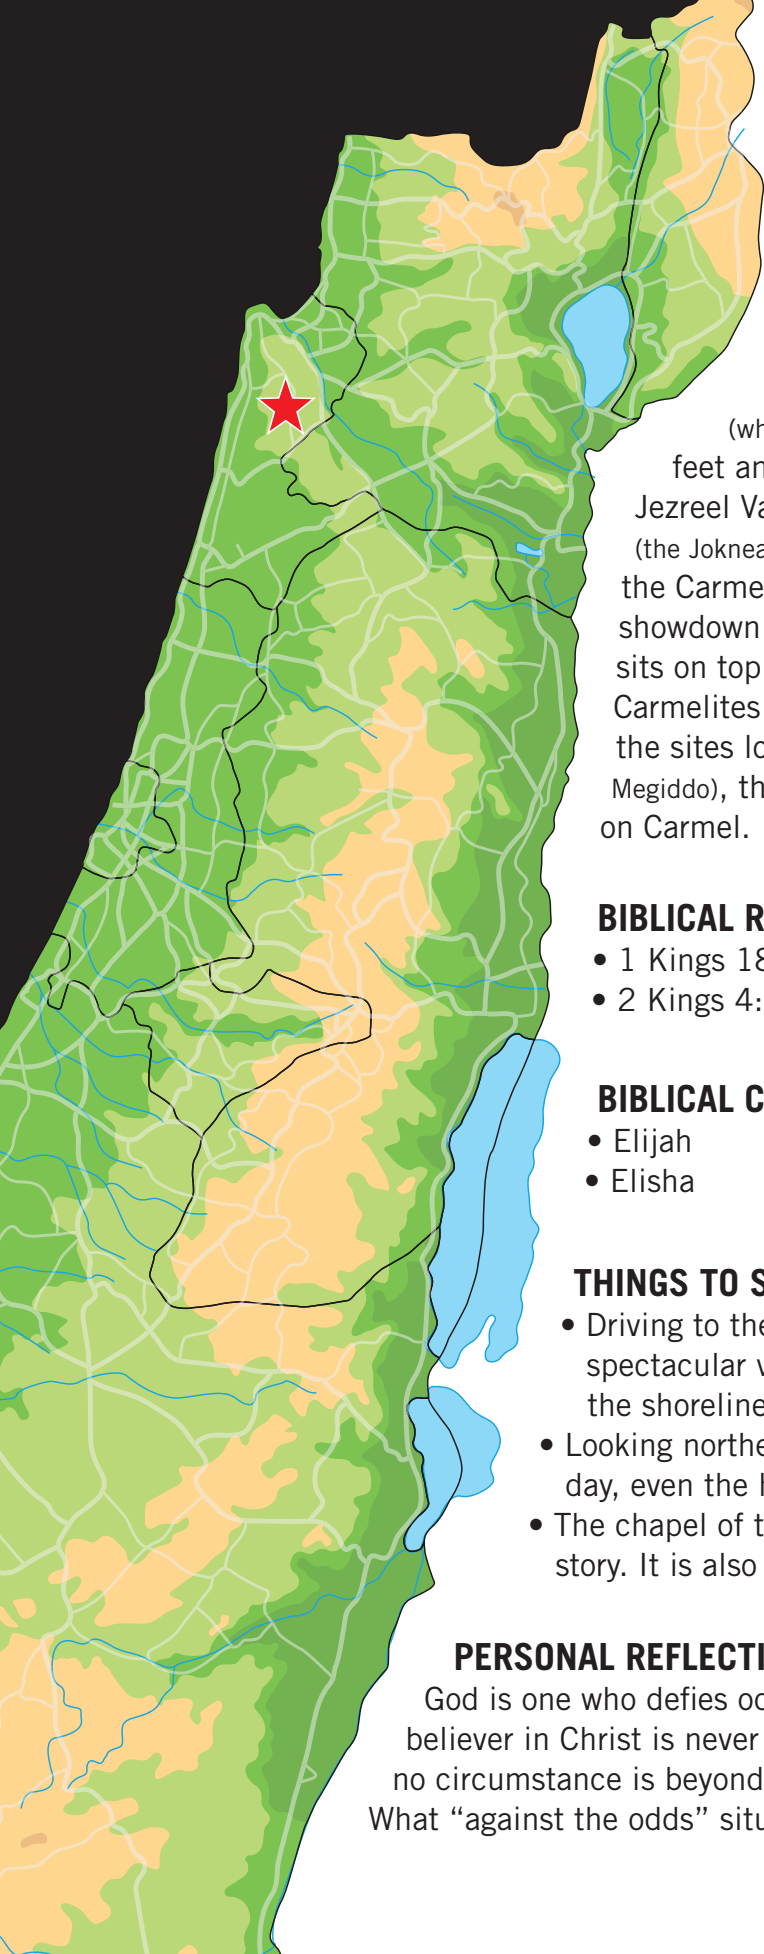 (wh
feet an
Jezreel Va
(the Joknea
the Carme
showdown
sits on top
Carmelites
the sites lo
Megiddo), th
on Carmel.
BIBLICAL R
• 1 Kings 18
• 2 Kings 4:
BIBLICAL C
• Elijah
• Elisha
THINGS TO S
• Driving to the
spectacular v
the shoreline
• Looking northe
day, even the h
• The chapel of t
story. It is also
PERSONAL REFLECTI
God is one who defies od
believer in Christ is never
no circumstance is beyond
What “against the odds” situ